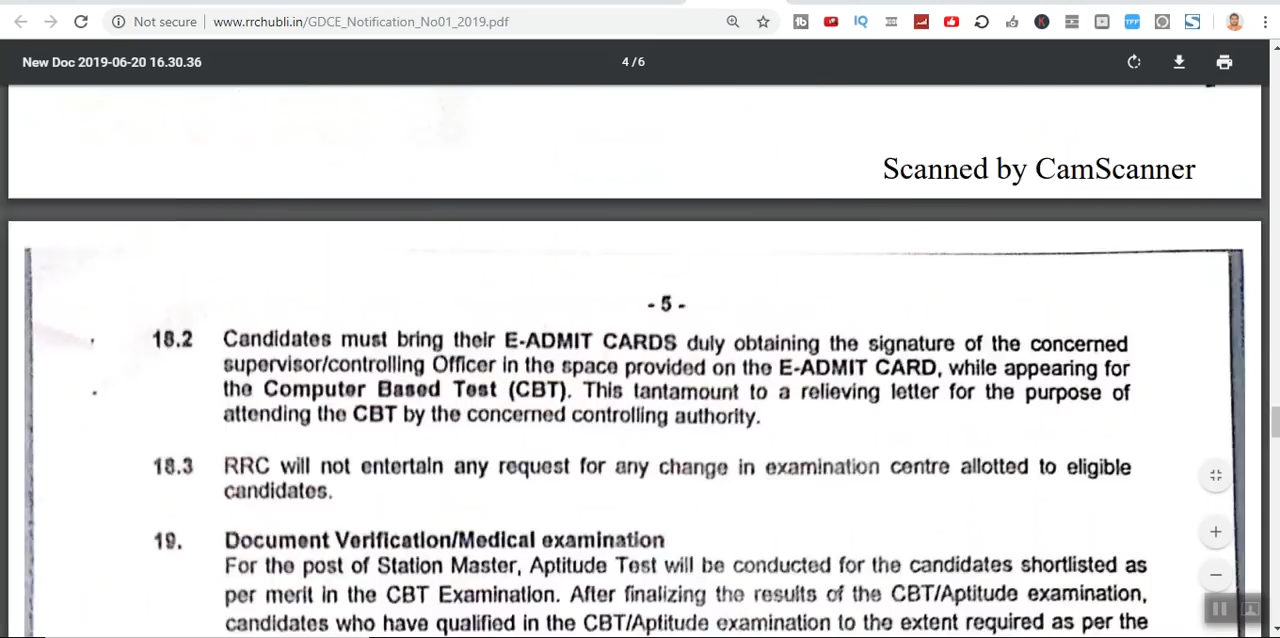 Not secure | www.rrchubli.in/GDCE_Notification_No01_2019.pdf
New Doc 2019-06-20 16.30.36
4/6
Scanned by CamScanner
- 5 -
18.2 Candidates must bring their E-ADMIT CARDS duly obtaining the signature of the concerned
supervisor/controlling Officer in the space provided on the E-ADMIT CARD, while appearing for
the Computer Based Test (CBT). This tantamount to a relieving letter for the purpose of
attending the CBT by the concerned controlling authority.
18.3 RRC will not entertain any request for any change in examination centre allotted to eligible
candidates.
19. Document Verification/Medical examination
For the post of Station Master, Aptitude Test will be conducted for the candidates shortlisted as
per merit in the CBT Examination. After finalizing the results of the CBT/Aptitude examination,
candidates who have qualified in the CBT/Aptitude examination to the extent required as per the